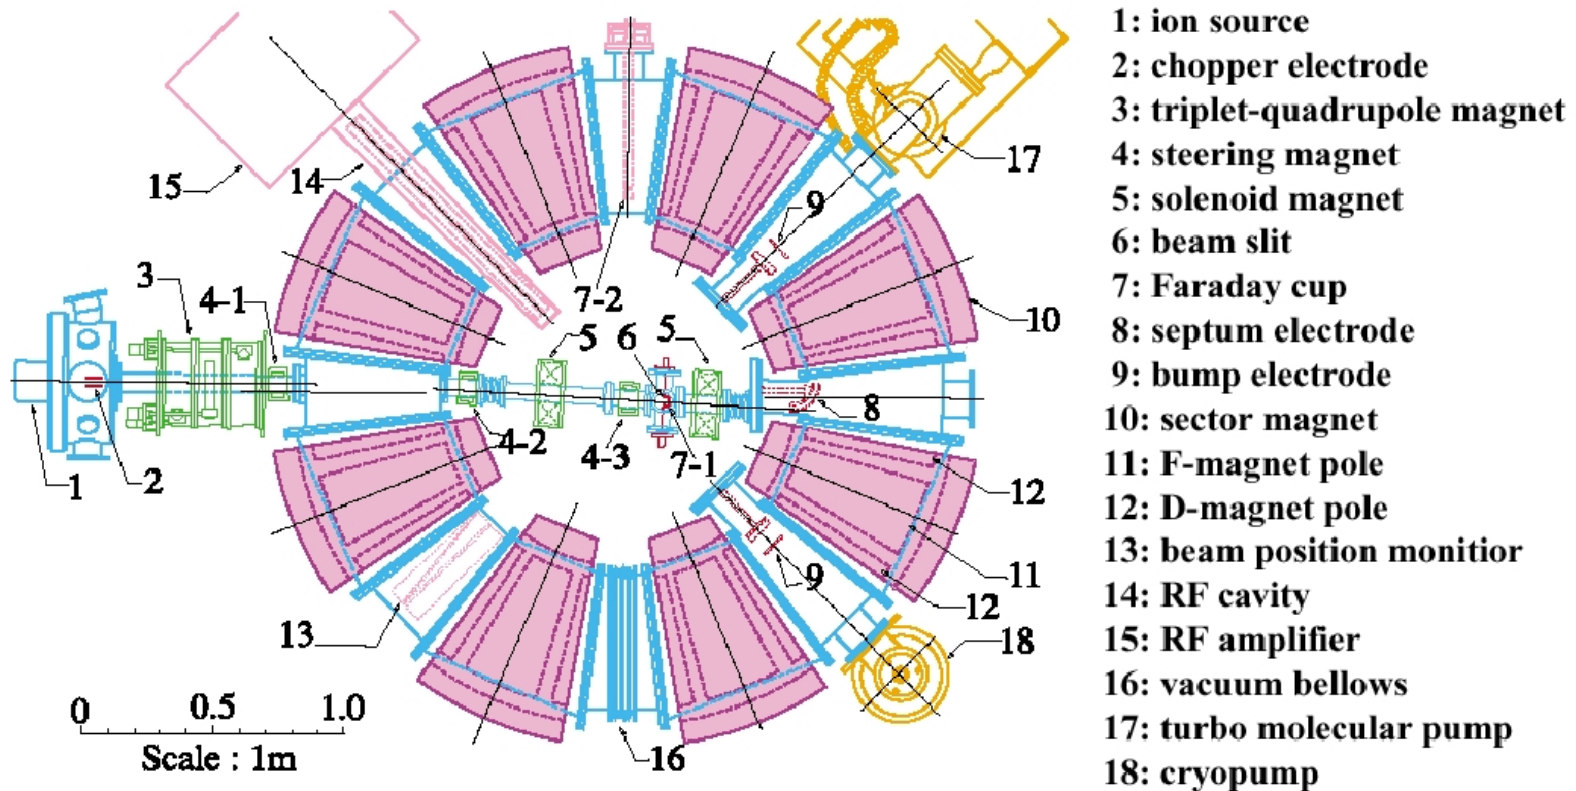 1: ion source
2: chopper electrode
3: triplet-quadrupole magnet
4: steering magnet
5: solenoid magnet
6: beam slit
7: Faraday cup
8: septum electrode
9: bump electrode
10: sector magnet
11: F-magnet pole
12: D-magnet pole
13: beam position monitior
14: RF cavity
15: RF amplifier
16: vacuum bellows
17: turbo molecular pump
18: cryopump
15
14
17
9
3
4-1
7-2
5
6
5
10
1
2
4-2
4-3
7-1
8
12
11
12
9
13
18
16
0 0.5 1.0
Scale : 1m